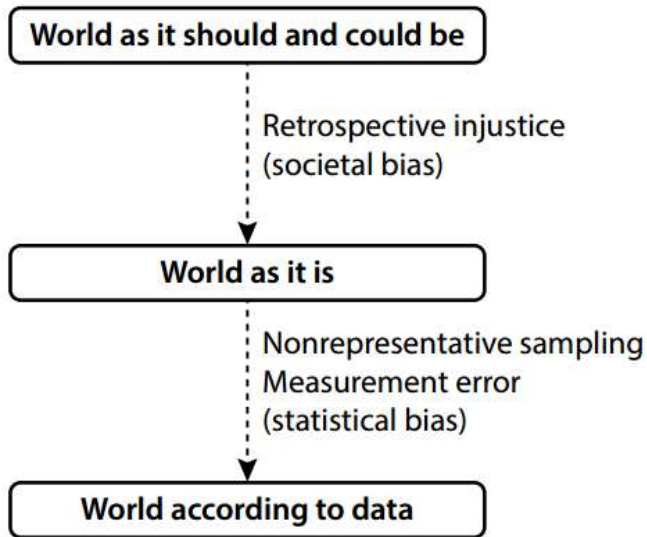 World as it should and could be
Retrospective injustice
(societal bias)
World as it is
Nonrepresentative sampling
Measurement error
(statistical bias)
World according to data